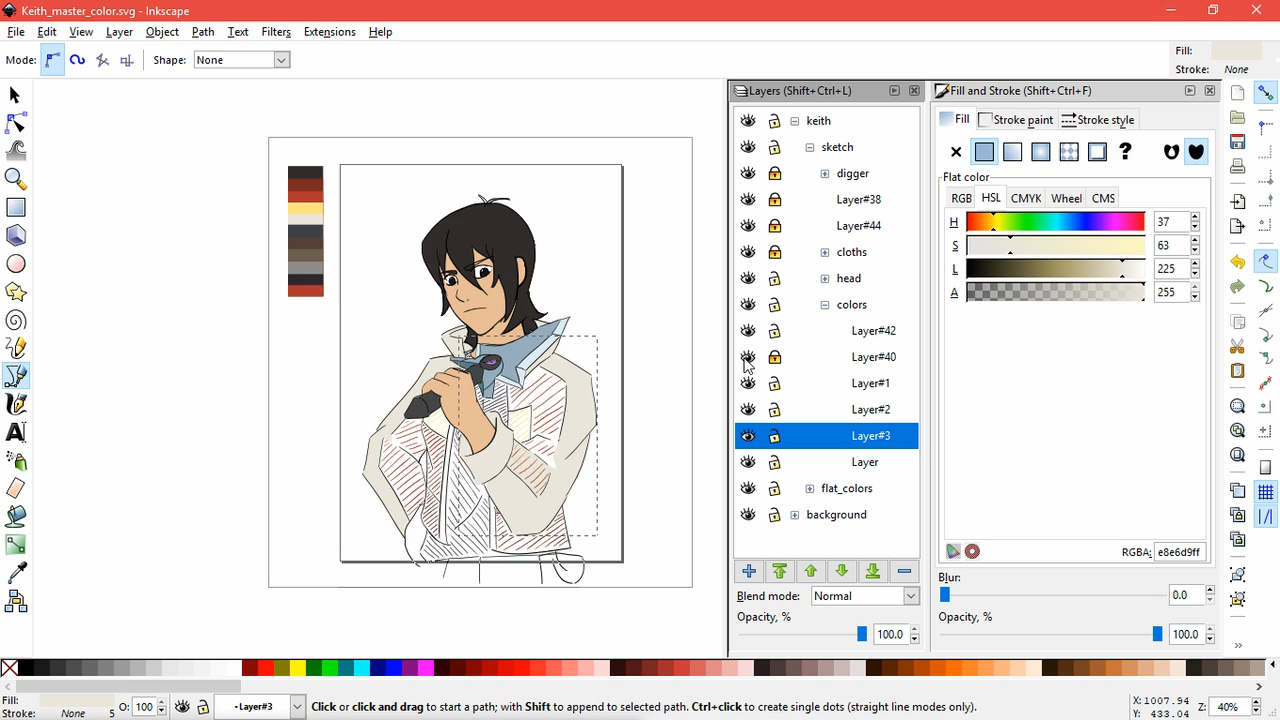 Keith_master_color.svg - Inkscape
File Edit View Layer Object Path Text Filters Extensions Help
Mode: Shape: None
Fill:
Stroke: None
Layers (Shift+Ctrl+L)
keith
sketch
digger
Layer#38
Layer#44
cloths
head
colors
Layer#42
Layer#40
Layer#1
Layer#2
Layer#3
Layer
flat_colors
background
Blend mode: Normal
Opacity, %
100.0
Fill and Stroke (Shift+Ctrl+F)
Fill Stroke paint Stroke style
Flat color
RGB HSL CMYK Wheel CMS
H 37
S 63
L 225
A 255
RGBA: e8e6d9ff
Blur:
0.0
Opacity, %
100.0
Fill:
Stroke: None 5
O: 100
•Layer#3
Click or click and drag to start a path; with Shift to append to selected path. Ctrl+click to create single dots (straight line modes only).
X:1007.94
Y: 433.04
Z: 40%